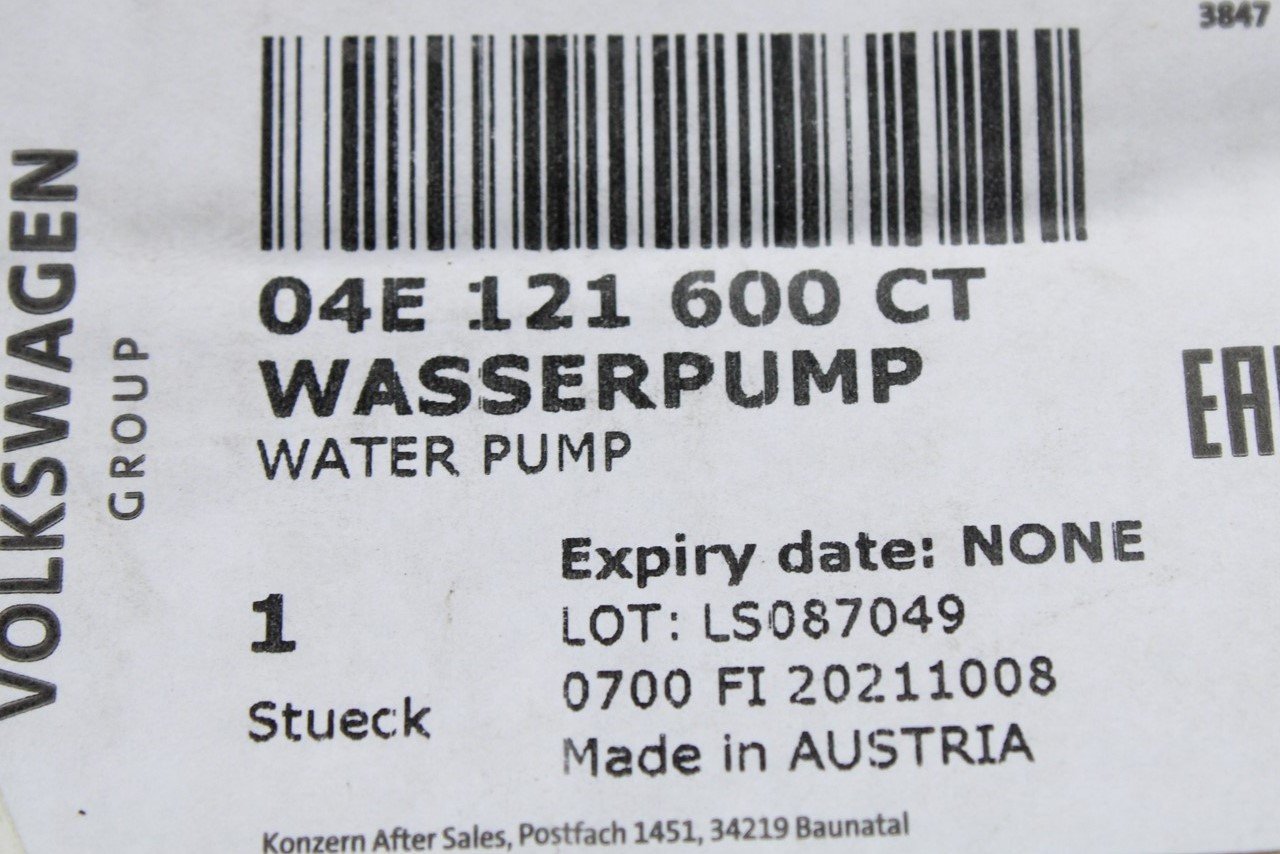 3847
VOLKSWAGEN
GROUP
04E 121 600 CT
WASSERPUMP
WATER PUMP
EAC
Expiry date: NONE
1
LOT: LS087049
0700 FI 20211008
Stueck
Made in AUSTRIA
Konzern After Sales, Postfach 1451, 34219 Baunatal